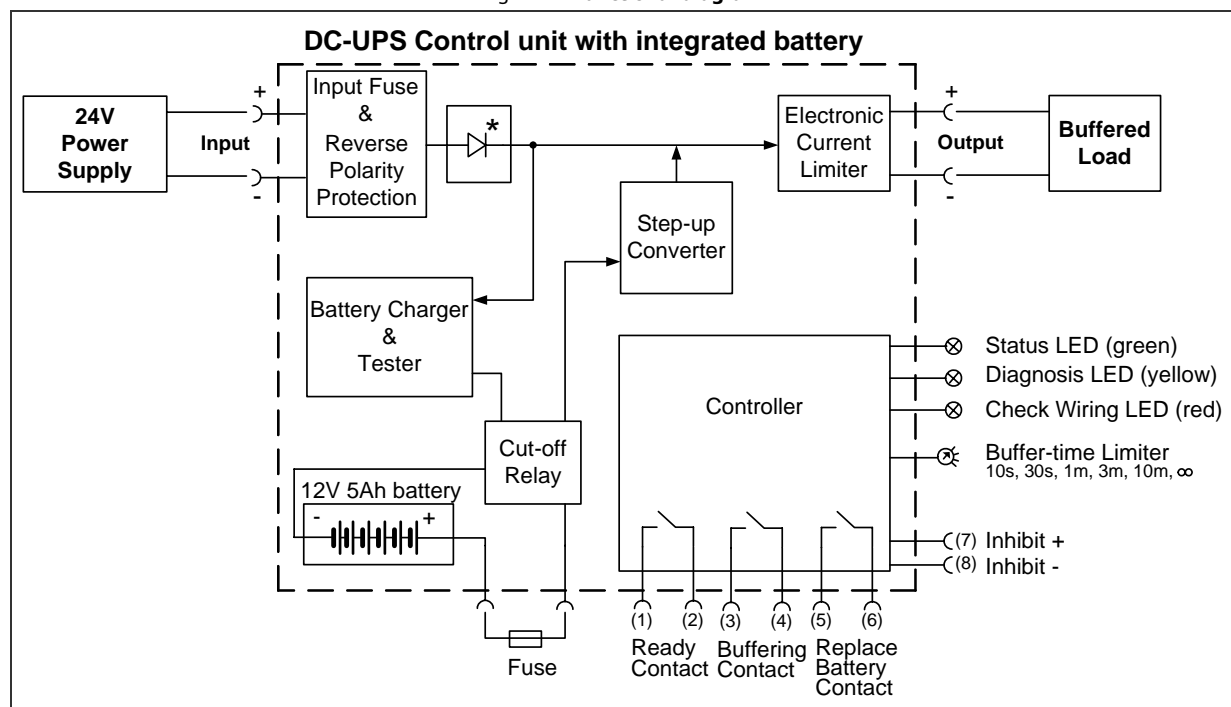 DC-UPS Control unit with integrated battery
24V
Power
Supply
Input
+
-
Input Fuse
&
Reverse
Polarity
Protection
*
Electronic
Current
Limiter
+
Output
-
Buffered
Load
Step-up
Converter
Battery Charger
&
Tester
Cut-off
Relay
12V 5Ah battery
- +
Fuse
Controller
Status LED (green)
Diagnosis LED (yellow)
Check Wiring LED (red)
Buffer-time Limiter
10s, 30s, 1m, 3m, 10m, ∞
(7) Inhibit +
(8) Inhibit -
(1) (2) (3) (4) (5) (6)
Ready
Contact
Buffering
Contact
Replace
Battery
Contact